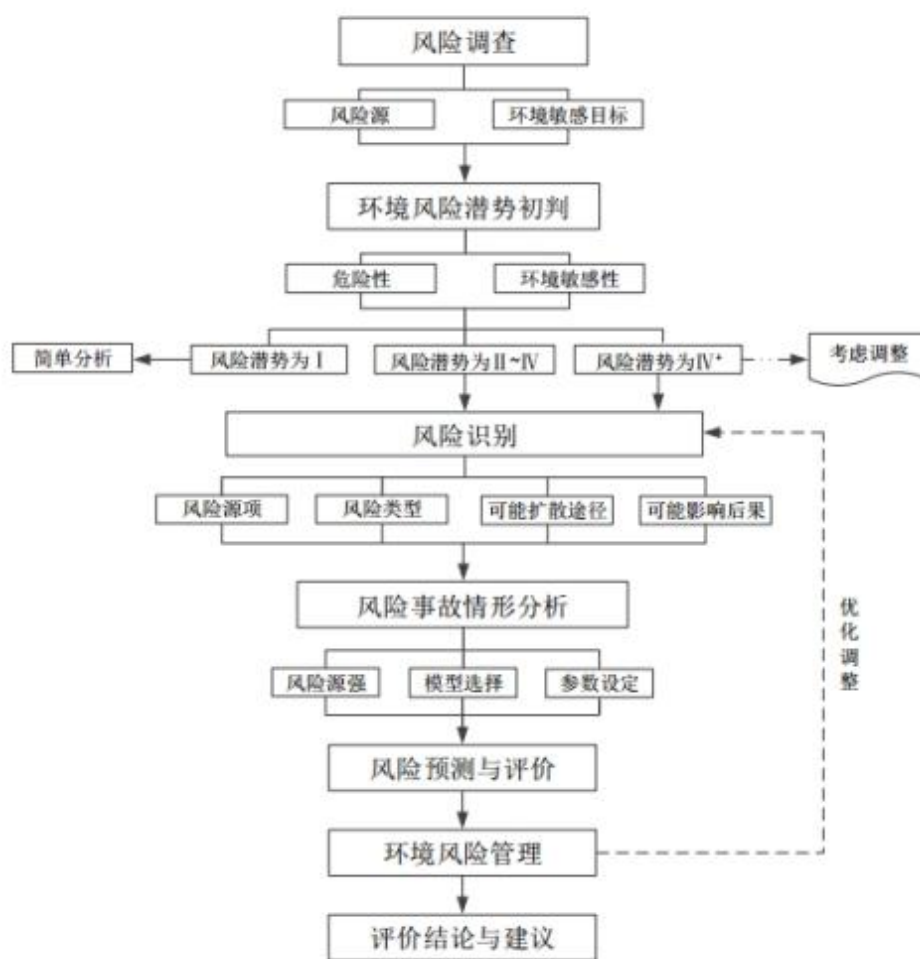 风险调查
风险源
环境敏感目标
环境风险潜势初判
危险性
环境敏感性
简单分析
风险潜势为Ⅰ
风险潜势为Ⅱ~Ⅳ
风险潜势为Ⅳ+
考虑调整
风险识别
风险源项
风险类型
可能扩散途径
可能影响后果
风险事故情形分析
优化调整
风险源强
模型选择
参数设定
风险预测与评价
环境风险管理
评价结论与建议